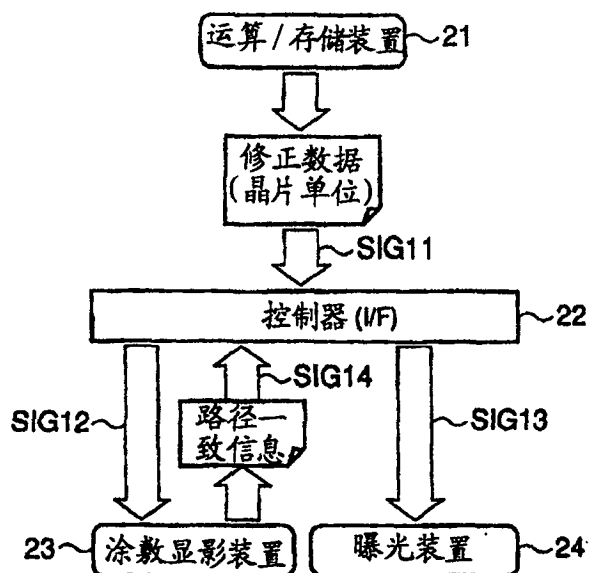 运算/存储装置 21
修正数据
(晶片单位)
SIG11
控制器(I/F) 22
SIG14
SIG12
路径一
致信息
SIG13
23 涂敷显影装置
曝光装置 24